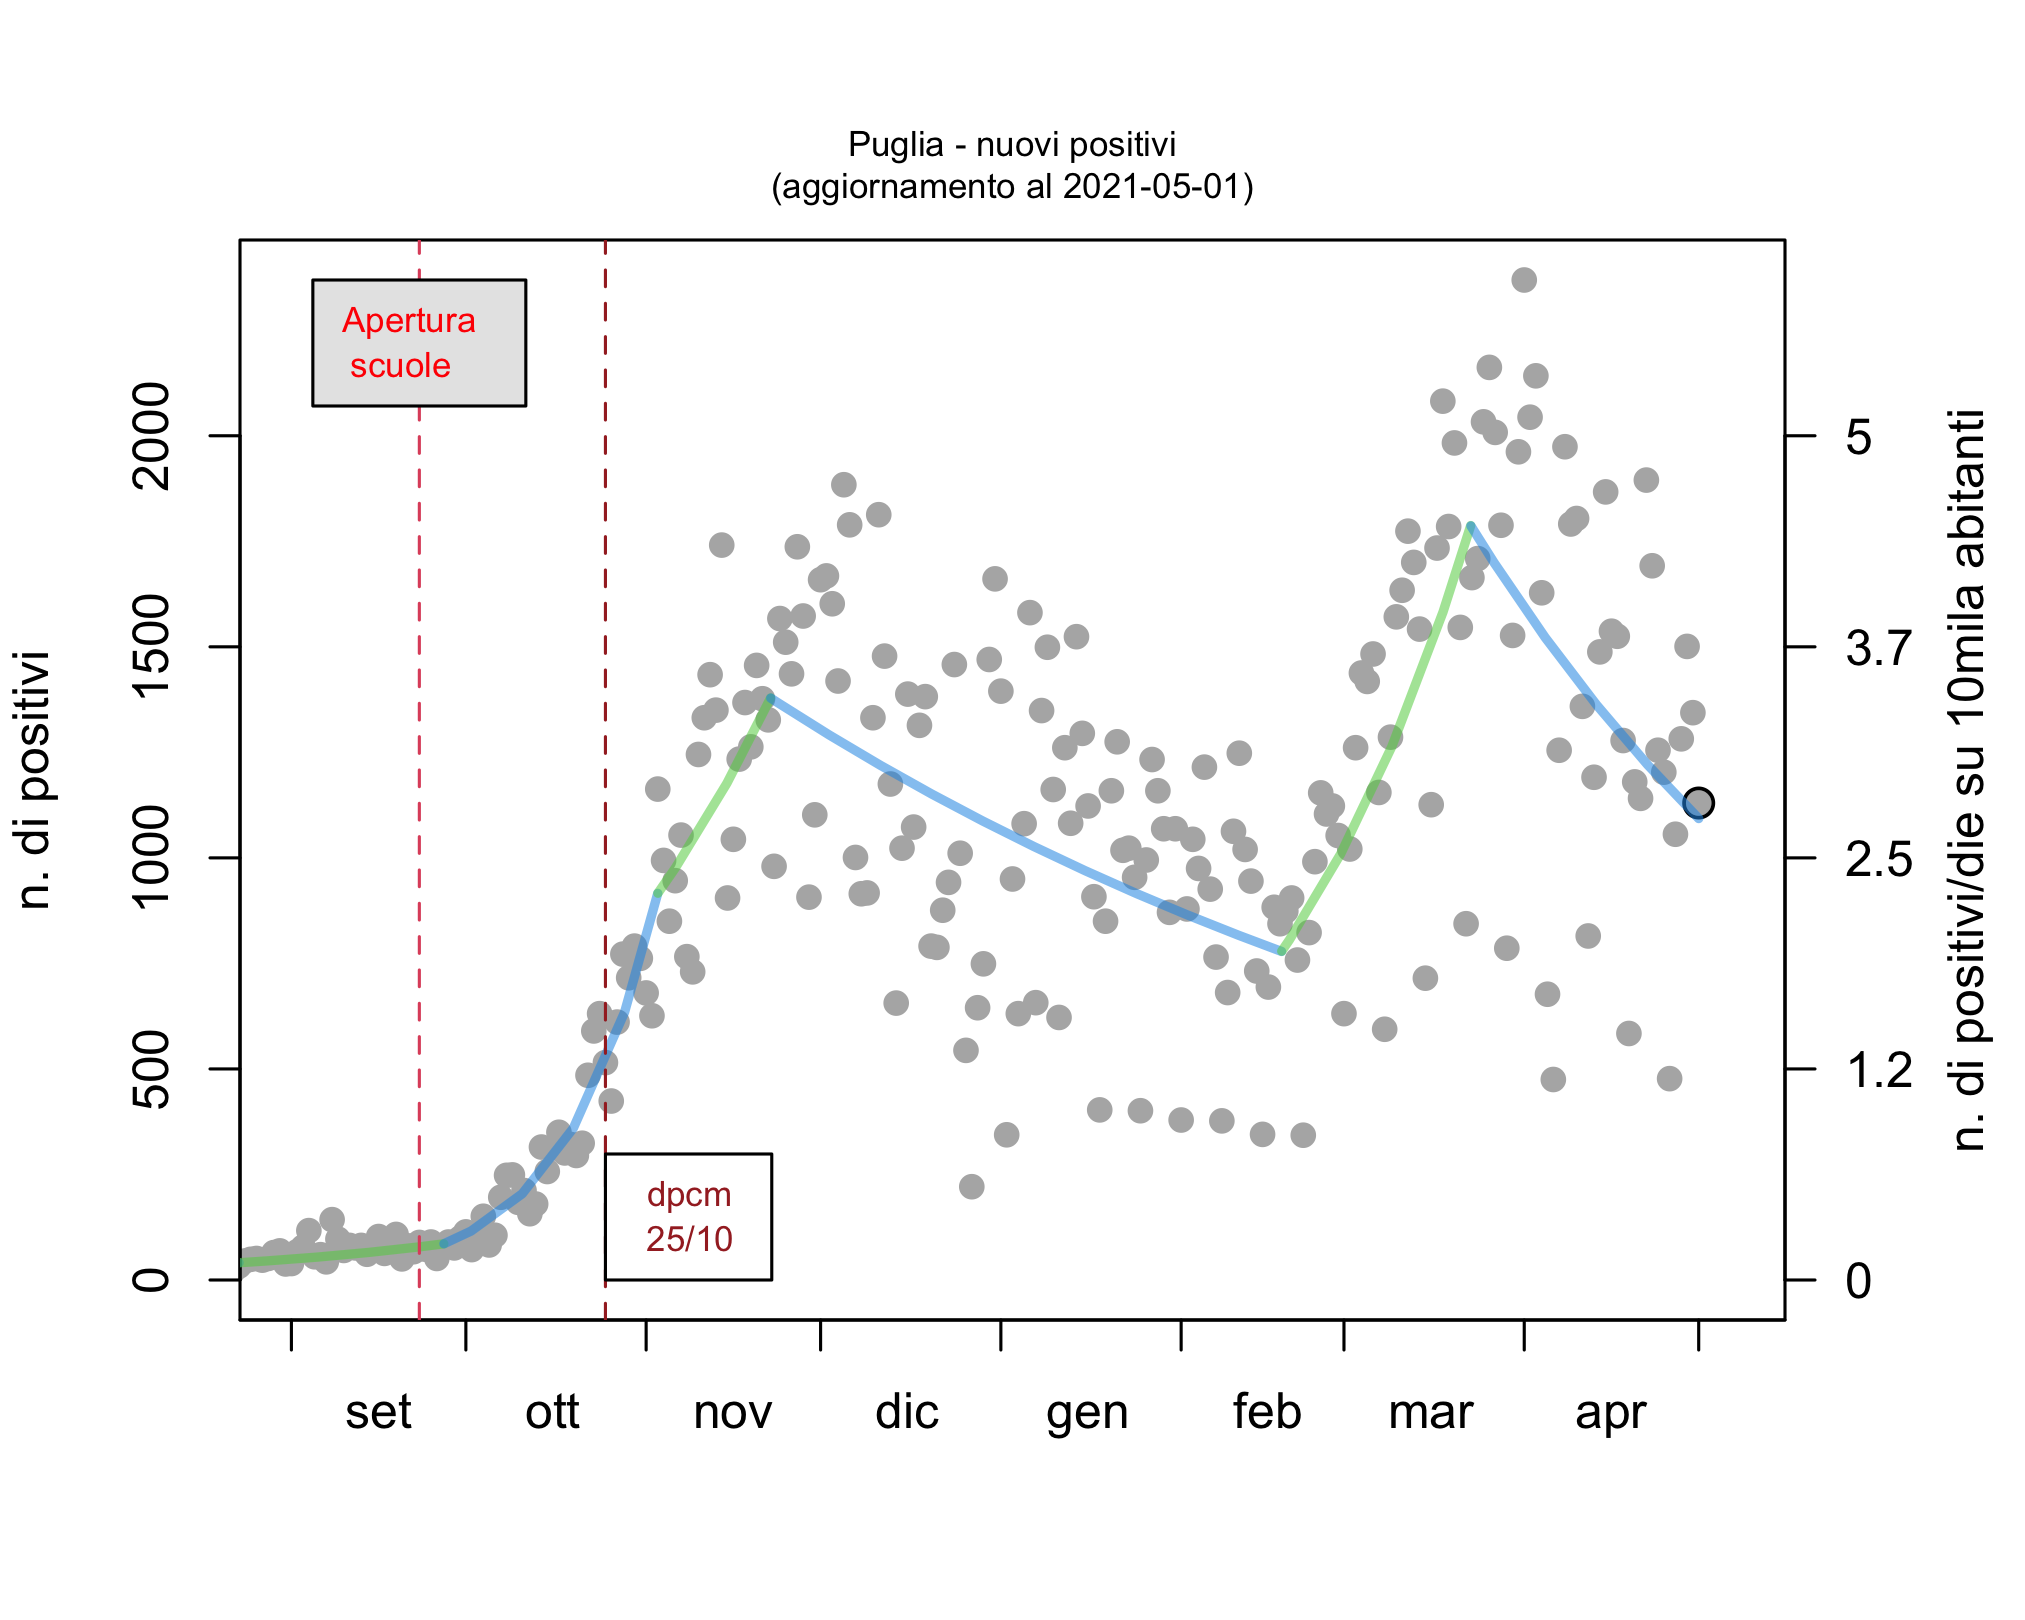 Puglia - nuovi positivi
(aggiornamento al 2021-05-01)
Apertura
scuole
dpcm
25/10
n. di positivi
0
500
1000
1500
2000
n. di positivi/die su 10mila abitanti
0
1.2
2.5
3.7
5
set ott nov dic gen feb mar apr